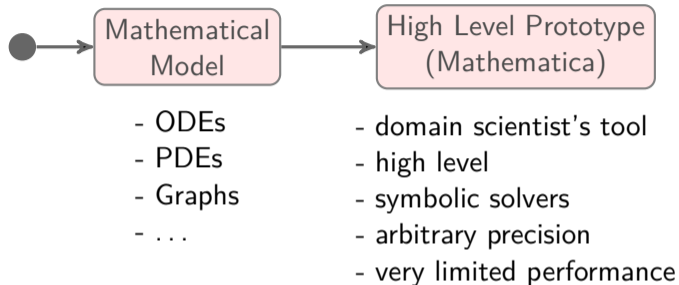 Mathematical
Model
High Level Prototype
(Mathematica)
- ODEs
- PDEs
- Graphs
- . . .
- domain scientist's tool
- high level
- symbolic solvers
- arbitrary precision
- very limited performance